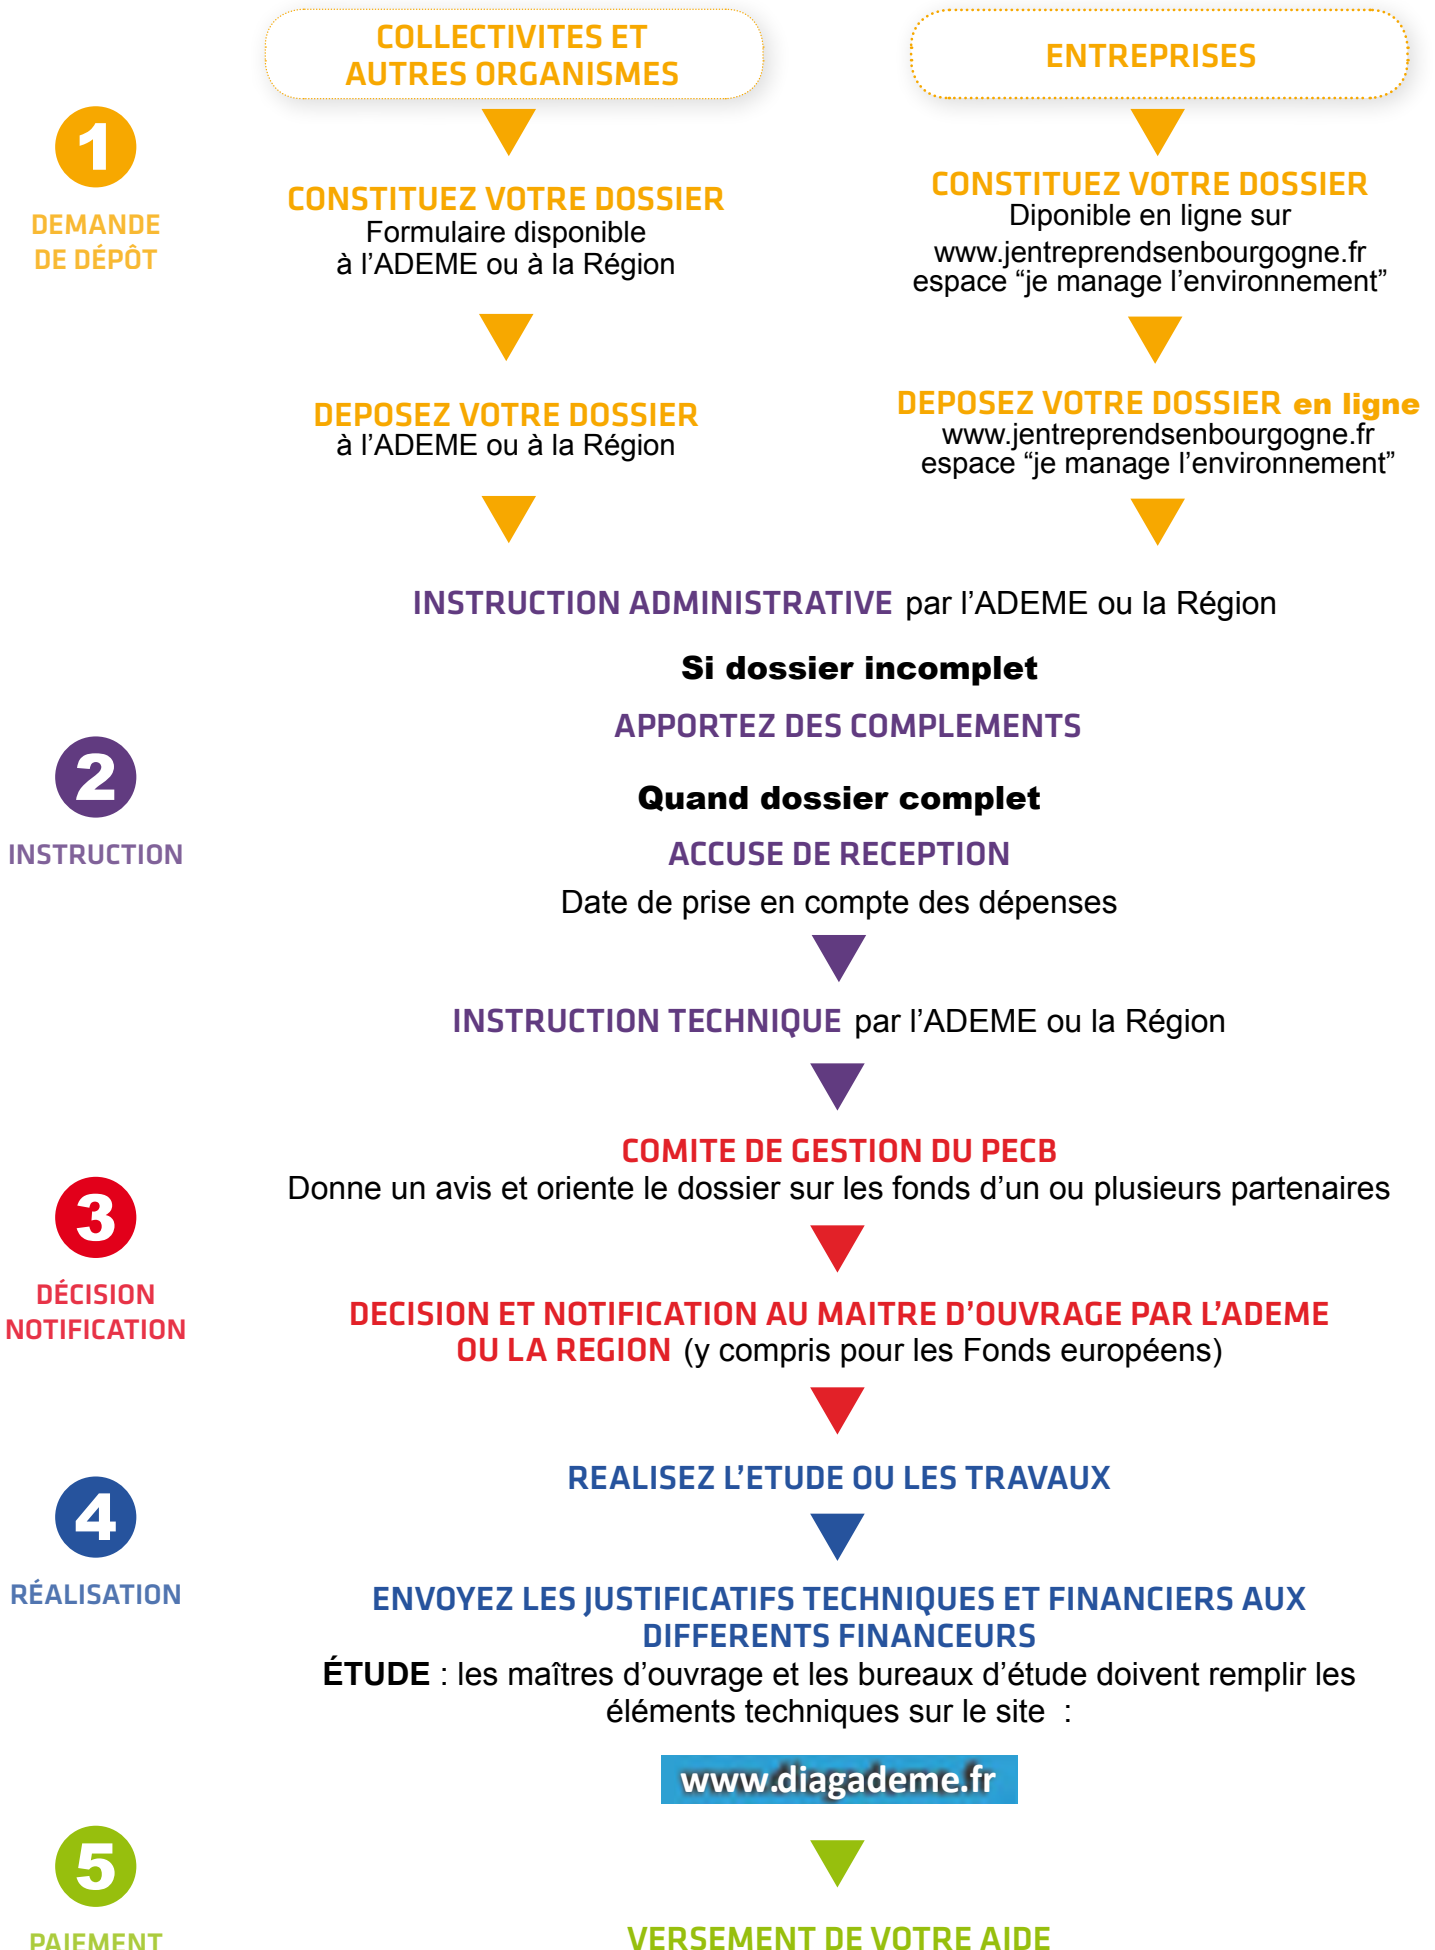 COLLECTIVITES ET
AUTRES ORGANISMES
ENTREPRISES
1
DEMANDE
DE DÉPÔT
CONSTITUEZ VOTRE DOSSIER
Formulaire disponible
à l’ADEME ou à la Région
CONSTITUEZ VOTRE DOSSIER
Diponible en ligne sur
www.jentreprendsenbourgogne.fr
espace “je manage l’environnement”
DEPOSEZ VOTRE DOSSIER
à l’ADEME ou à la Région
DEPOSEZ VOTRE DOSSIER en ligne
www.jentreprendsenbourgogne.fr
espace “je manage l’environnement”
INSTRUCTION ADMINISTRATIVE par l’ADEME ou la Région
Si dossier incomplet
APPORTEZ DES COMPLEMENTS
2
INSTRUCTION
Quand dossier complet
ACCUSE DE RECEPTION
Date de prise en compte des dépenses
INSTRUCTION TECHNIQUE par l’ADEME ou la Région
3
DÉCISION
NOTIFICATION
COMITE DE GESTION DU PECB
Donne un avis et oriente le dossier sur les fonds d’un ou plusieurs partenaires
DECISION ET NOTIFICATION AU MAITRE D’OUVRAGE PAR L’ADEME
OU LA REGION (y compris pour les Fonds européens)
4
RÉALISATION
REALISEZ L’ETUDE OU LES TRAVAUX
ENVOYEZ LES JUSTIFICATIFS TECHNIQUES ET FINANCIERS AUX
DIFFERENTS FINANCEURS
ÉTUDE : les maîtres d’ouvrage et les bureaux d’étude doivent remplir les
éléments techniques sur le site :
www.diagademe.fr
5
PAIEMENT
VERSEMENT DE VOTRE AIDE